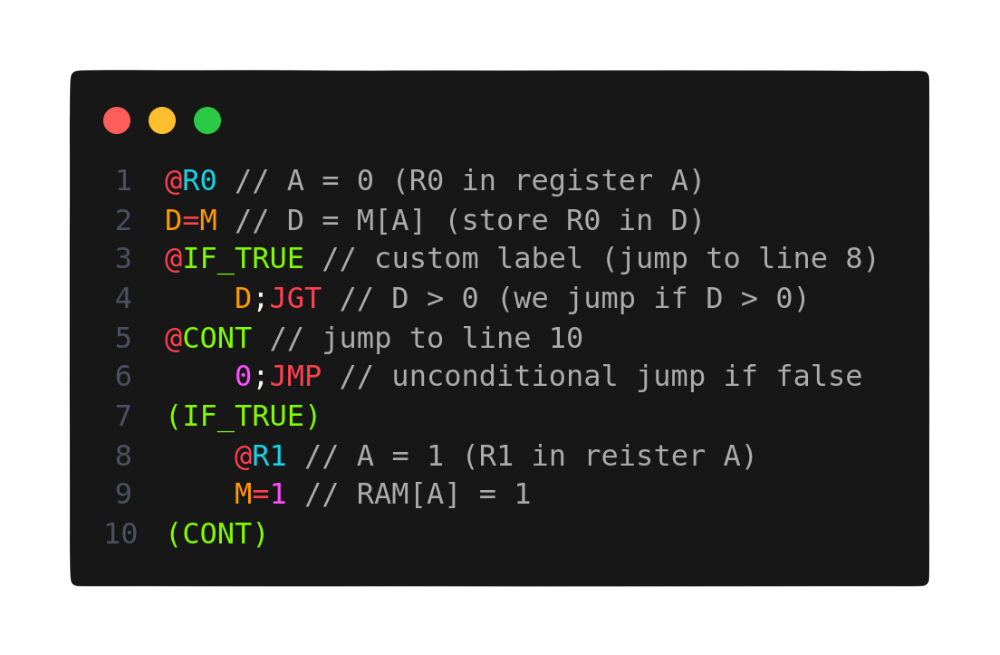 1 @R0 // A = 0 (R0 in register A)
2 D=M // D = M[A] (store R0 in D)
3 @IF_TRUE // custom label (jump to line 8)
4 D;JGT // D > 0 (we jump if D > 0)
5 @CONT // jump to line 10
6 0;JMP // unconditional jump if false
7 (IF_TRUE)
8 @R1 // A = 1 (R1 in reister A)
9 M=1 // RAM[A] = 1
10 (CONT)